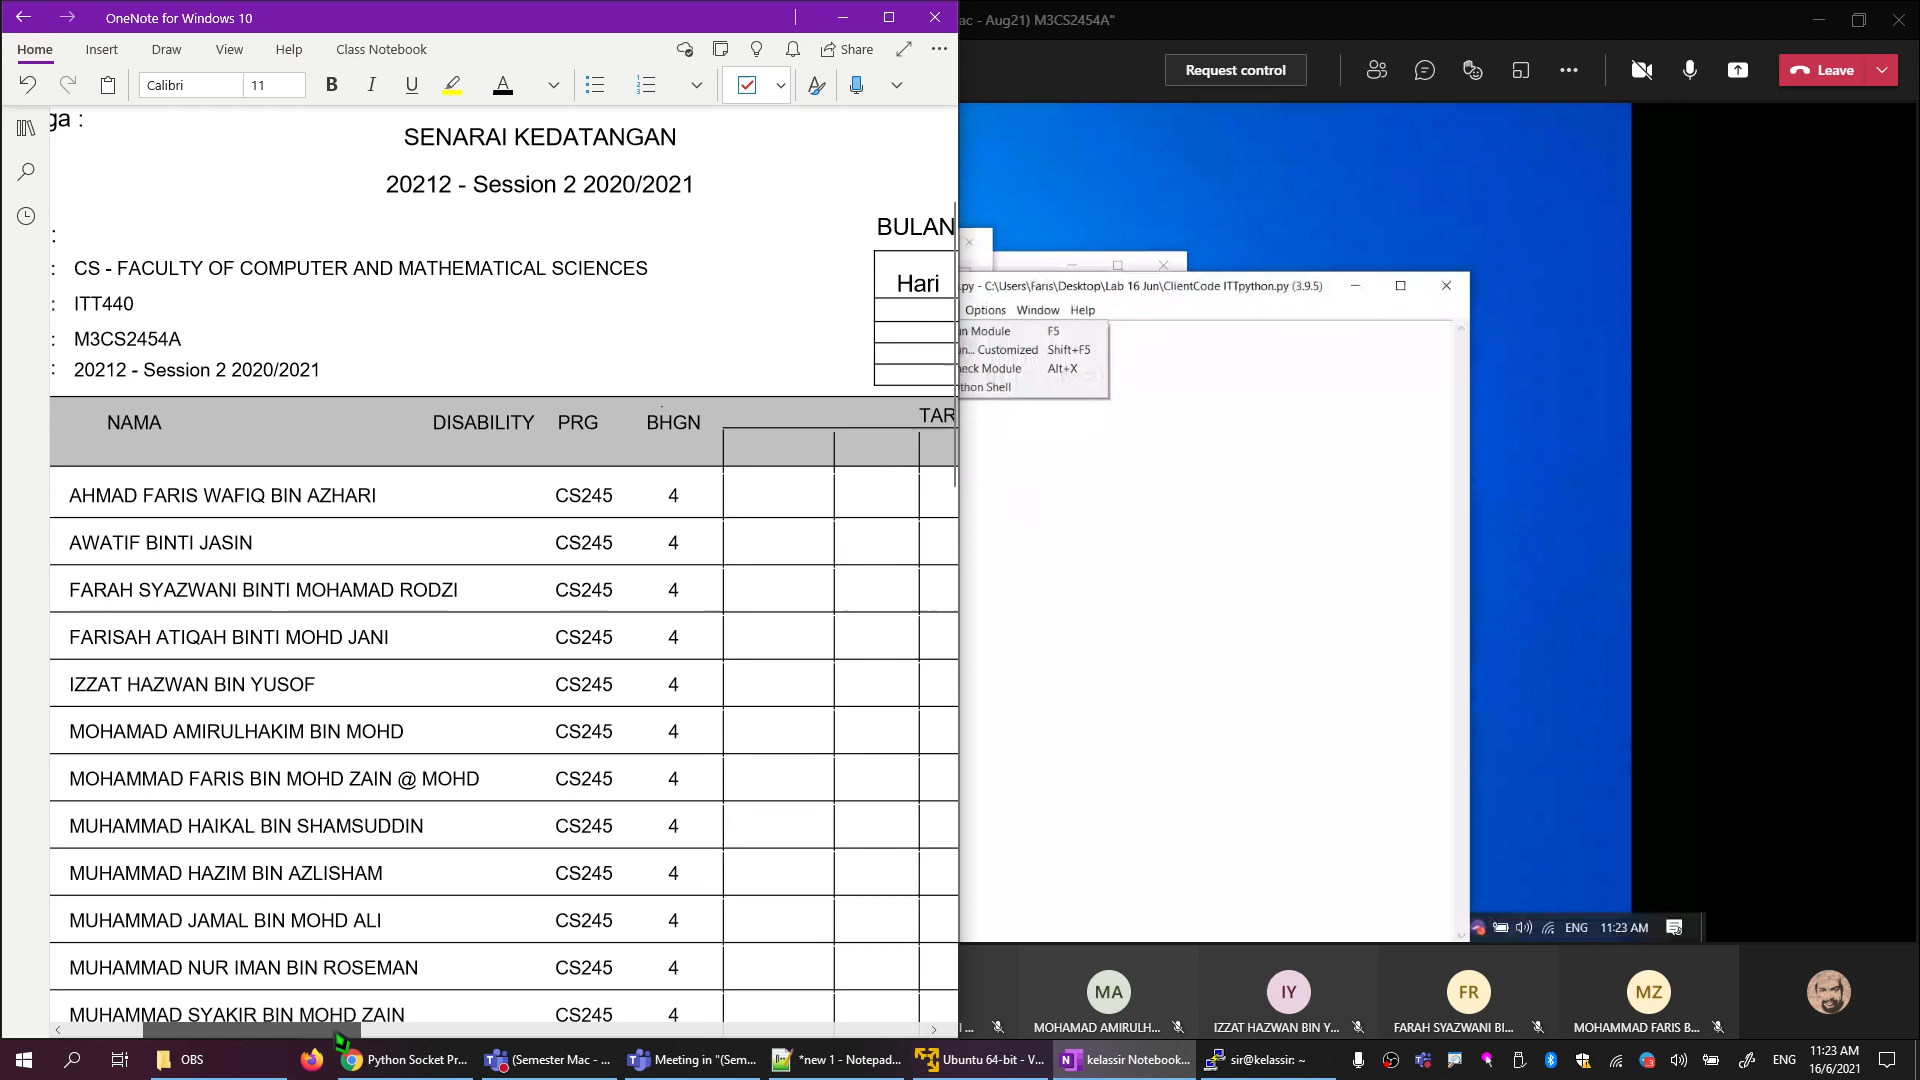 OneNote for Windows 10
ac - Aug21) M3CS2454A"
Home Insert Draw View Help Class Notebook Share
Request control Leave
Calibri 11 B I U A
ga :
SENARAI KEDATANGAN
20212 - Session 2 2020/2021
BULAN
:
: CS - FACULTY OF COMPUTER AND MATHEMATICAL SCIENCES
Hari
: ITT440
: M3CS2454A
: 20212 - Session 2 2020/2021
NAMA DISABILITY PRG BHGN TAR
AHMAD FARIS WAFIQ BIN AZHARI CS245 4
AWATIF BINTI JASIN CS245 4
FARAH SYAZWANI BINTI MOHAMAD RODZI CS245 4
FARISAH ATIQAH BINTI MOHD JANI CS245 4
IZZAT HAZWAN BIN YUSOF CS245 4
MOHAMAD AMIRULHAKIM BIN MOHD CS245 4
MOHAMMAD FARIS BIN MOHD ZAIN @ MOHD CS245 4
MUHAMMAD HAIKAL BIN SHAMSUDDIN CS245 4
MUHAMMAD HAZIM BIN AZLISHAM CS245 4
MUHAMMAD JAMAL BIN MOHD ALI CS245 4
MUHAMMAD NUR IMAN BIN ROSEMAN CS245 4
MUHAMMAD SYAKIR BIN MOHD ZAIN CS245 4
.py - C:\Users\Faris\Desktop\Lab 16 Jun\ClientCode ITTpython.py (3.9.5)
Options Window Help
un Module F5
un... Customized Shift+F5
heck Module Alt+X
thon Shell
ENG 11:23 AM
MA IY FR MZ
I ... MOHAMAD AMIRULH... IZZAT HAZWAN BIN Y... FARAH SYAZWANI BI... MOHAMMAD FARIS B...
OBS Python Socket Pr... (Semester Mac - ... Meeting in "(Sem... *new 1 - Notepad... Ubuntu 64-bit - V... kelassir Notebook... sir@kelassir: ~ ENG 11:23 AM
16/6/2021